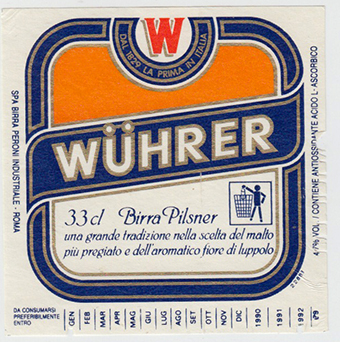 W
DAL 1829 LA PRIMA IN ITALIA
WÜHRER
33 cl Birra Pilsner
una grande tradizione nella scelta del malto
più pregiato e dell'aromatico fiore di luppolo
SPA BIRRA PERONI INDUSTRIALE - ROMA
% VOL / CONTIENE ANTIOSSIDANTE ACIDO L-ASCORBICO
DA CONSUMARSI
PREFERIBILMENTE
ENTRO
GEN FEB MAR APR MAG GIU LUG AGO SET OTT NOV DIC 1990 1991 1992